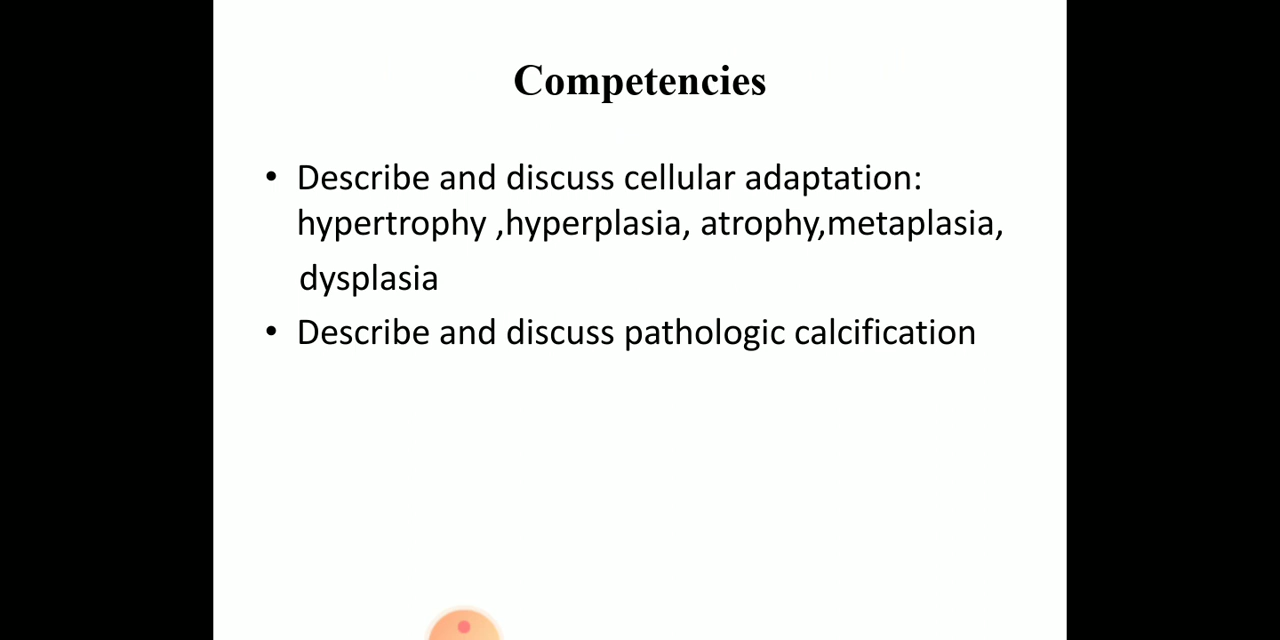 Competencies
• Describe and discuss cellular adaptation:
hypertrophy ,hyperplasia, atrophy,metaplasia,
dysplasia
• Describe and discuss pathologic calcification